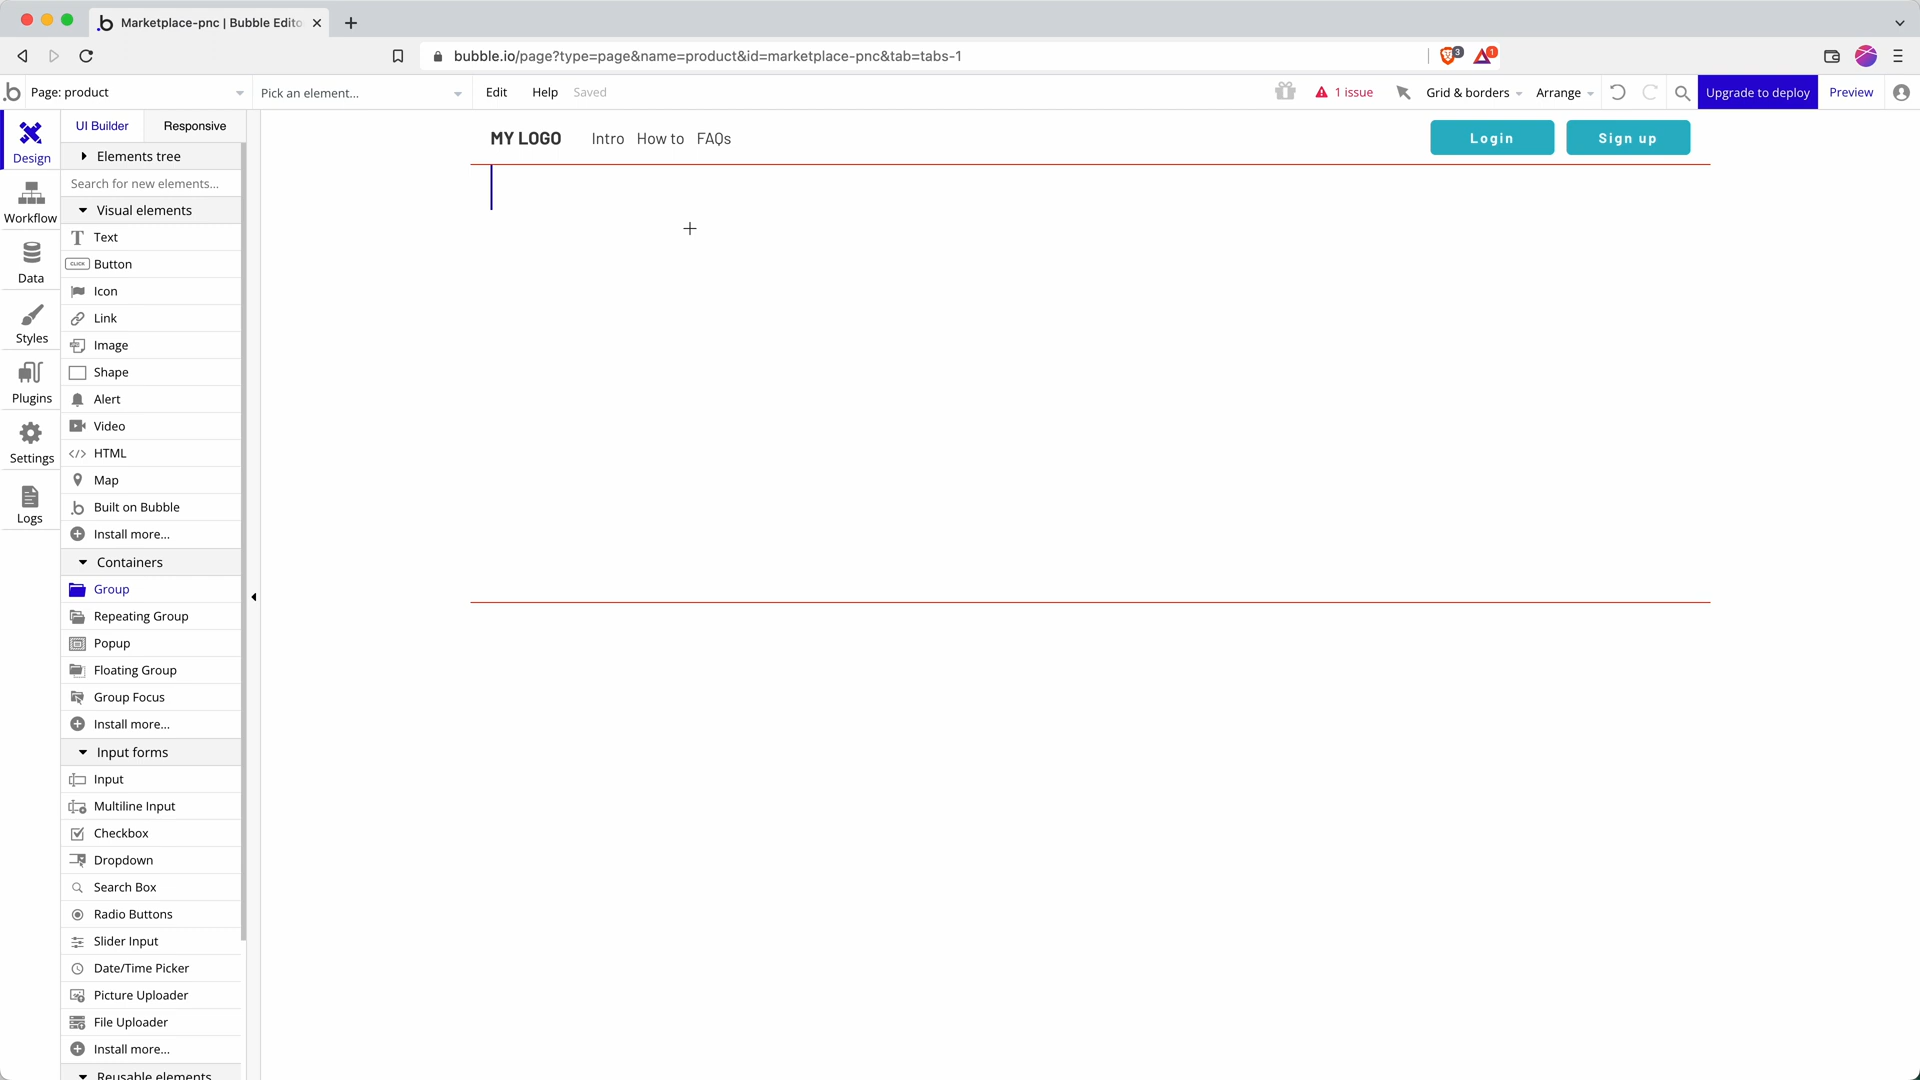 Marketplace-pnc | Bubble Edito
bubble.io/page?type=page&name=product&id=marketplace-pnc&tab=tabs-1
3
1
Page: product
Pick an element...
Edit
Help
Saved
1 issue
Grid & borders
Arrange
Upgrade to deploy
Preview
Design
Workflow
Data
Styles
Plugins
Settings
Logs
UI Builder
Responsive
Elements tree
Search for new elements...
Visual elements
Text
CLICK Button
Icon
Link
Image
Shape
Alert
Video
</> HTML
Map
Built on Bubble
Install more...
Containers
Group
Repeating Group
Popup
Floating Group
Group Focus
Install more...
Input forms
Input
Multiline Input
Checkbox
Dropdown
Search Box
Radio Buttons
Slider Input
Date/Time Picker
Picture Uploader
File Uploader
Install more...
Reusable elements
MY LOGO
Intro
How to
FAQs
Login
Sign up